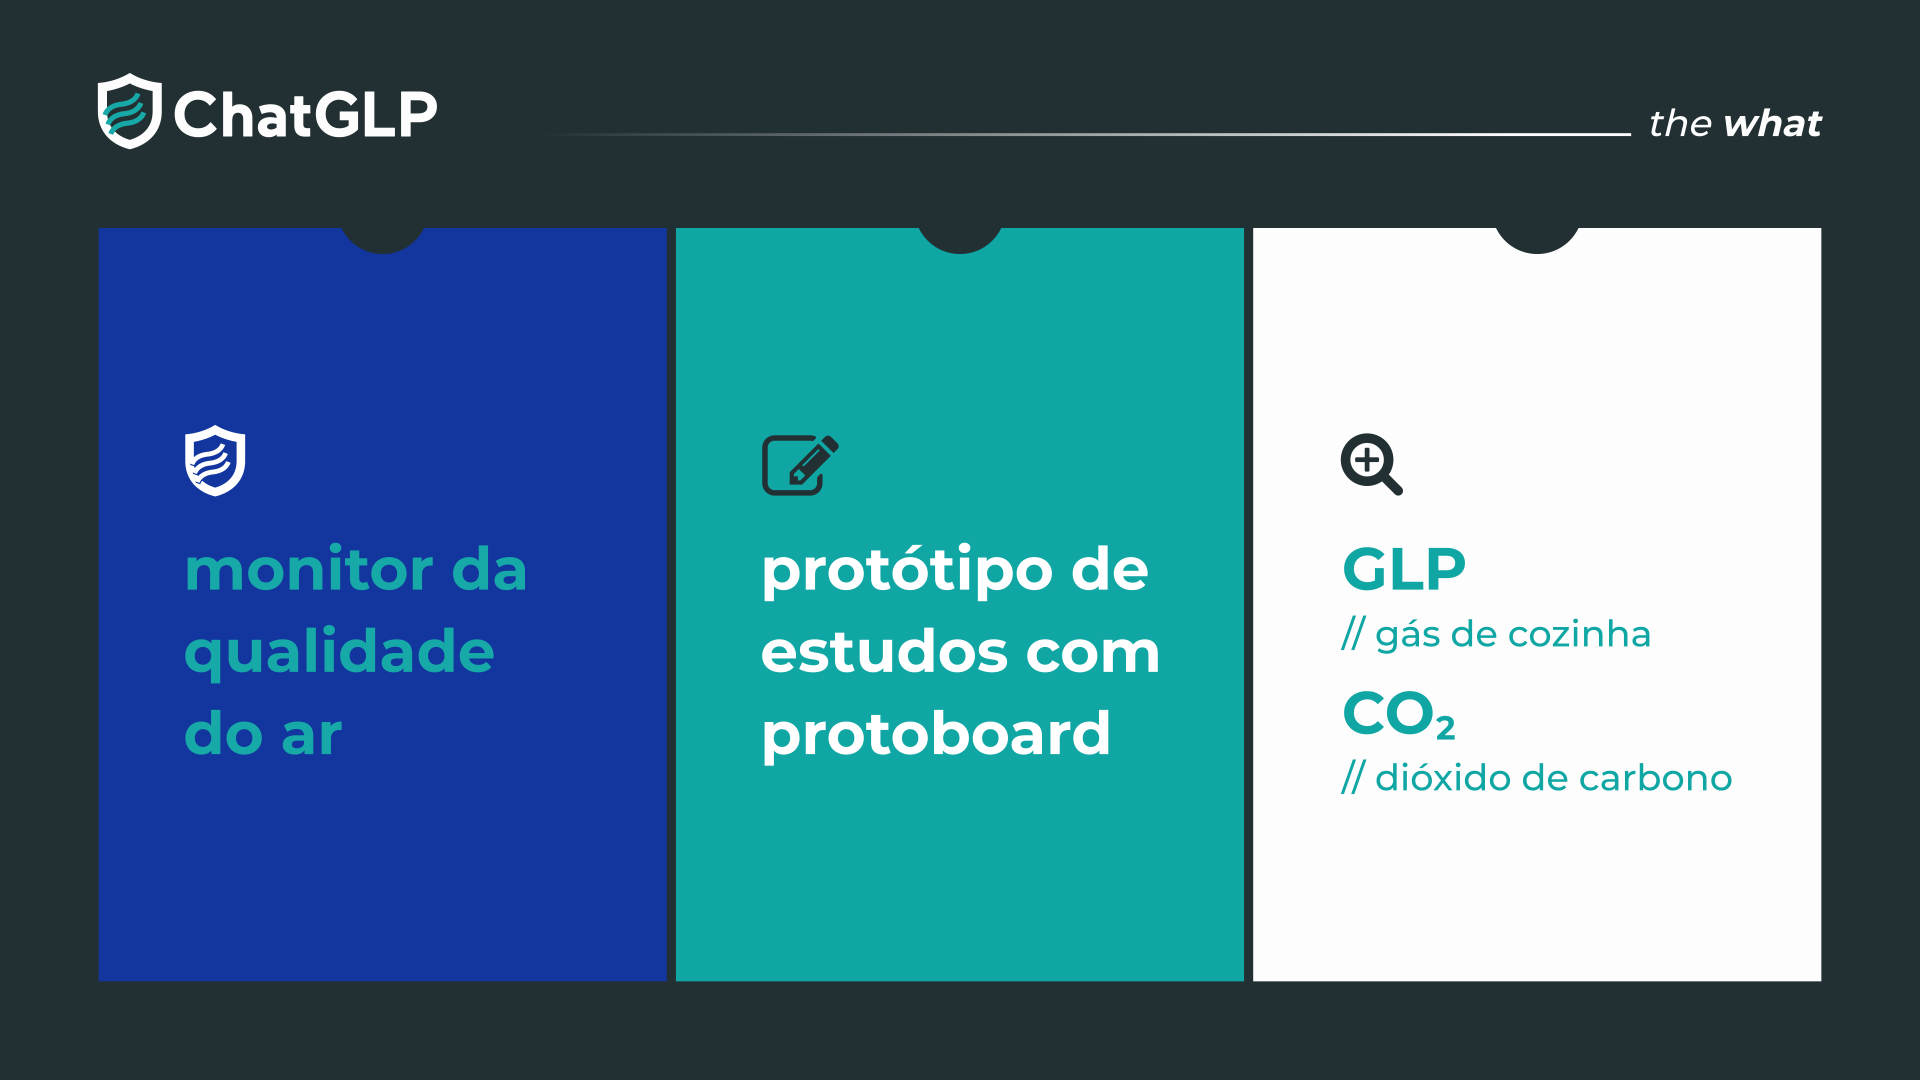 ChatGLP
the what
monitor da
qualidade
do ar
protótipo de
estudos com
protoboard
GLP
// gás de cozinha
CO₂
// dióxido de carbono